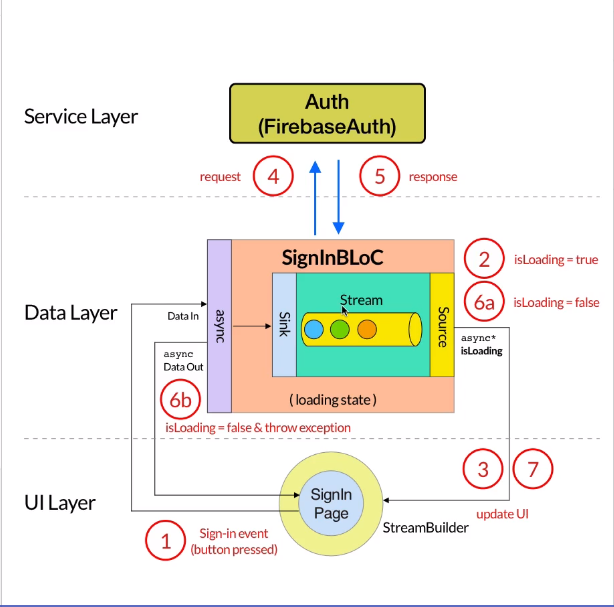 Auth
(FirebaseAuth)
Service Layer
request
4
5
response
SignInBLoC
2
isLoading = true
6a
isLoading = false
Data Layer
Data In
async
Sink
Stream
Source
async*
isLoading
async
Data Out
6b
( loading state )
isLoading = false & throw exception
3
7
UI Layer
SignIn
Page
StreamBuilder
update UI
1
Sign-in event
(button pressed)